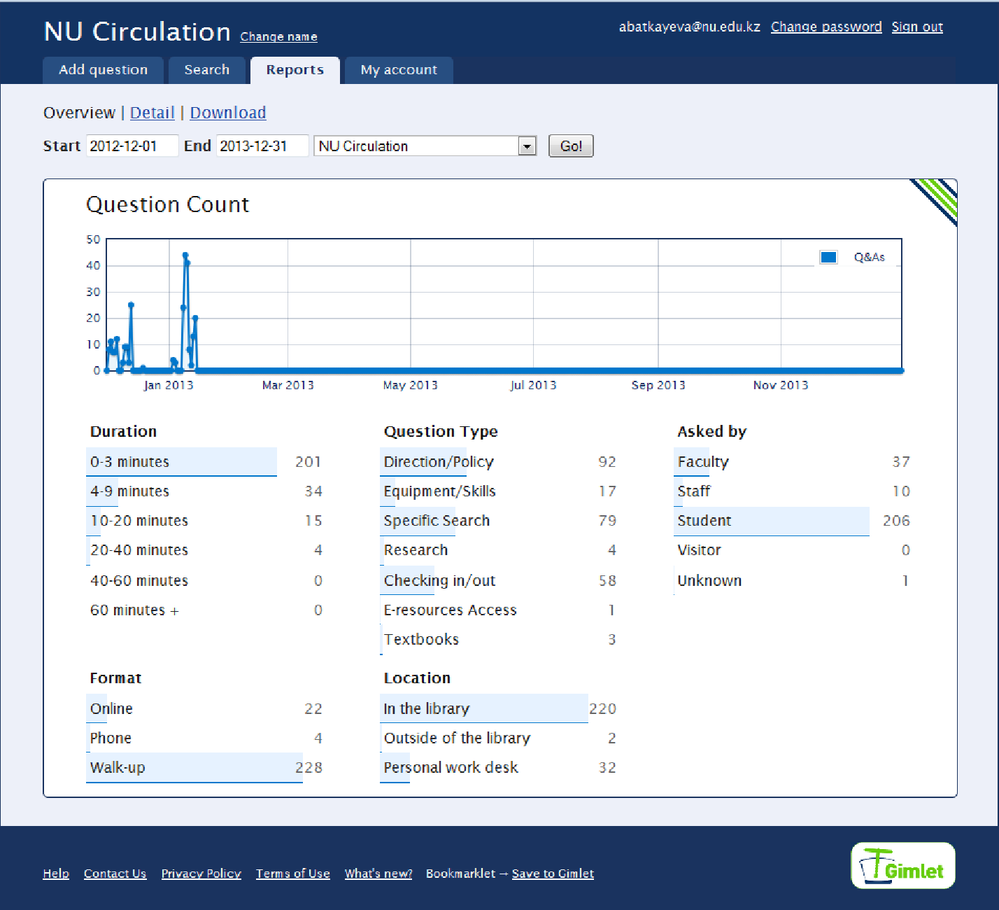 NU Circulation Change name
abatkayeva@nu.edu.kz Change password Sign out
Add question Search Reports My account
Overview | Detail | Download
Start 2012-12-01 End 2013-12-31 NU Circulation Go!
Question Count
50
40
30
20
10
0
Q&As
Jan 2013 Mar 2013 May 2013 Jul 2013 Sep 2013 Nov 2013
Duration
0-3 minutes 201
4-9 minutes 34
10-20 minutes 15
20-40 minutes 4
40-60 minutes 0
60 minutes + 0
Question Type
Direction/Policy 92
Equipment/Skills 17
Specific Search 79
Research 4
Checking in/out 58
E-resources Access 1
Textbooks 3
Asked by
Faculty 37
Staff 10
Student 206
Visitor 0
Unknown 1
Format
Online 22
Phone 4
Walk-up 228
Location
In the library 220
Outside of the library 2
Personal work desk 32
Help Contact Us Privacy Policy Terms of Use What's new? Bookmarklet → Save to Gimlet
Gimlet